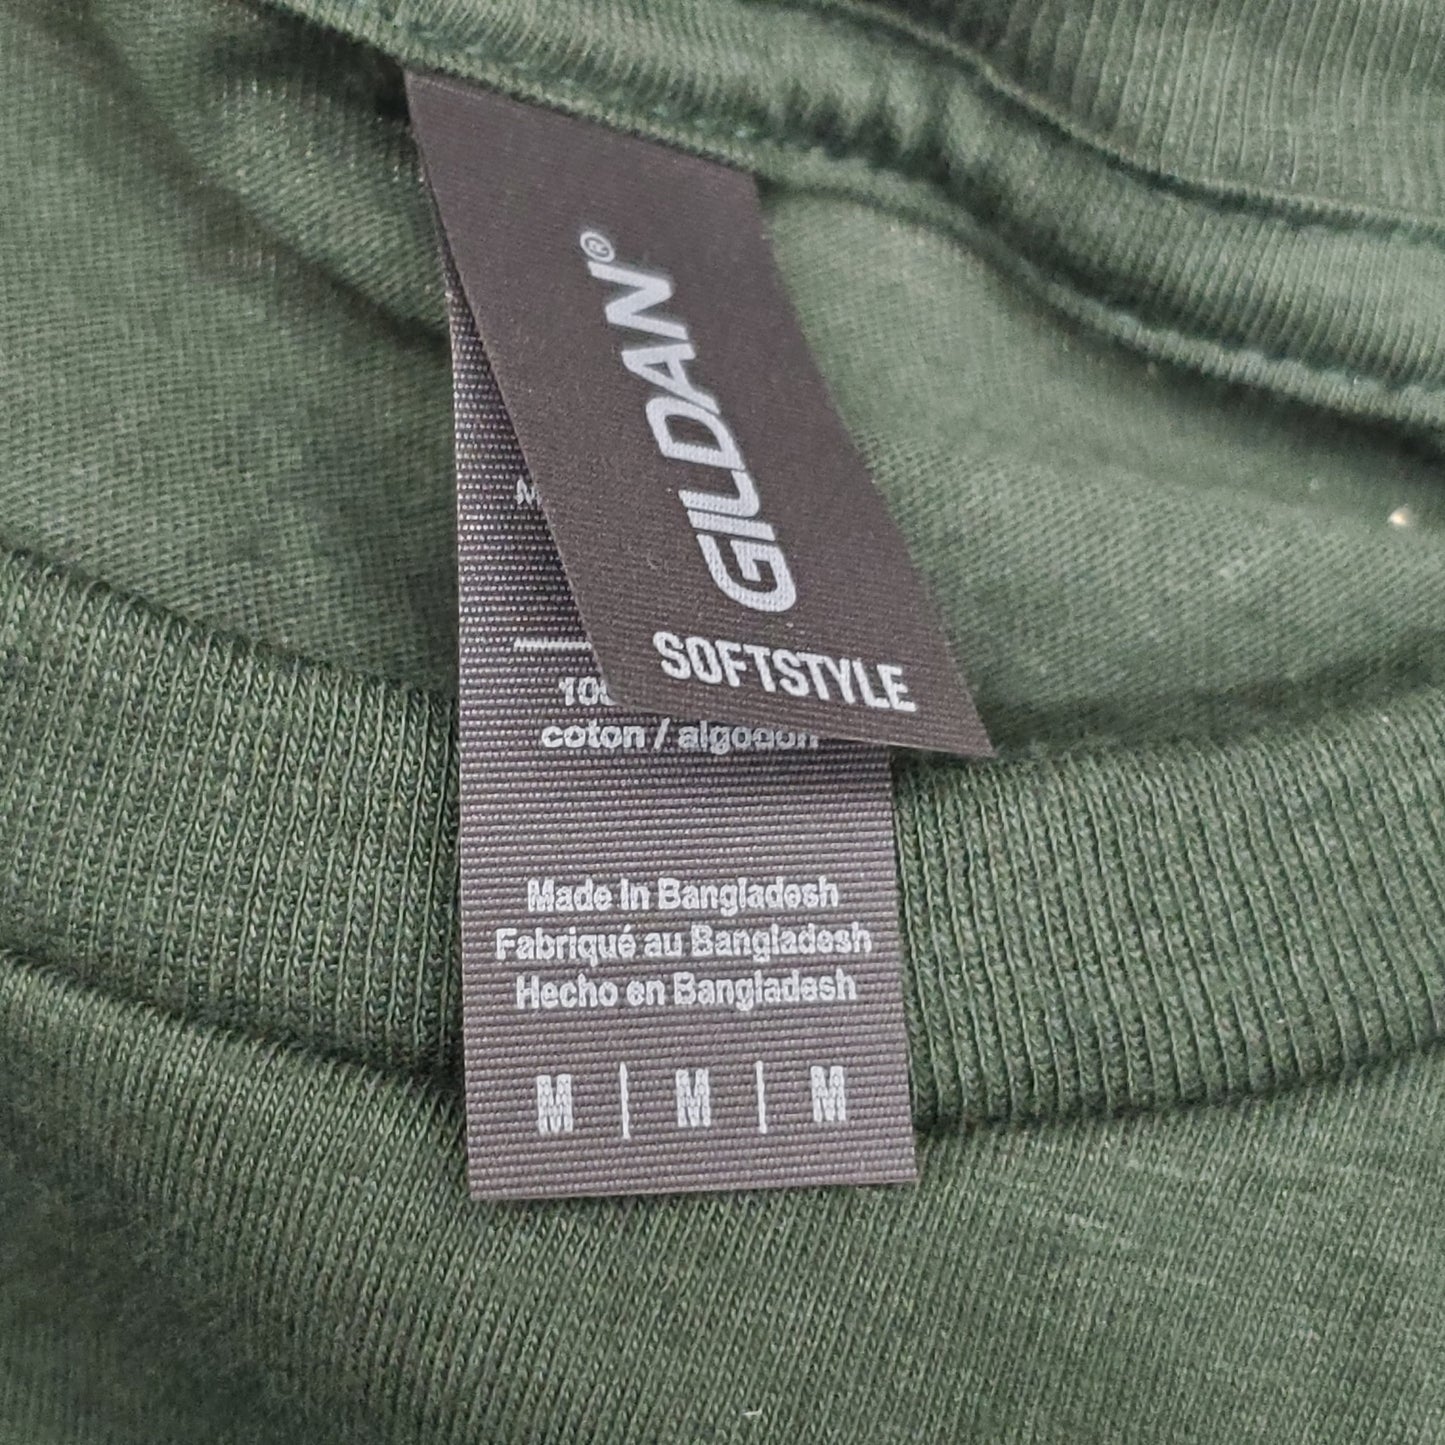 GILDAN®
SOFTSTYLE
coton / algodón
Made in Bangladesh
Fabriqué au Bangladesh
Hecho en Bangladesh
M | M | M